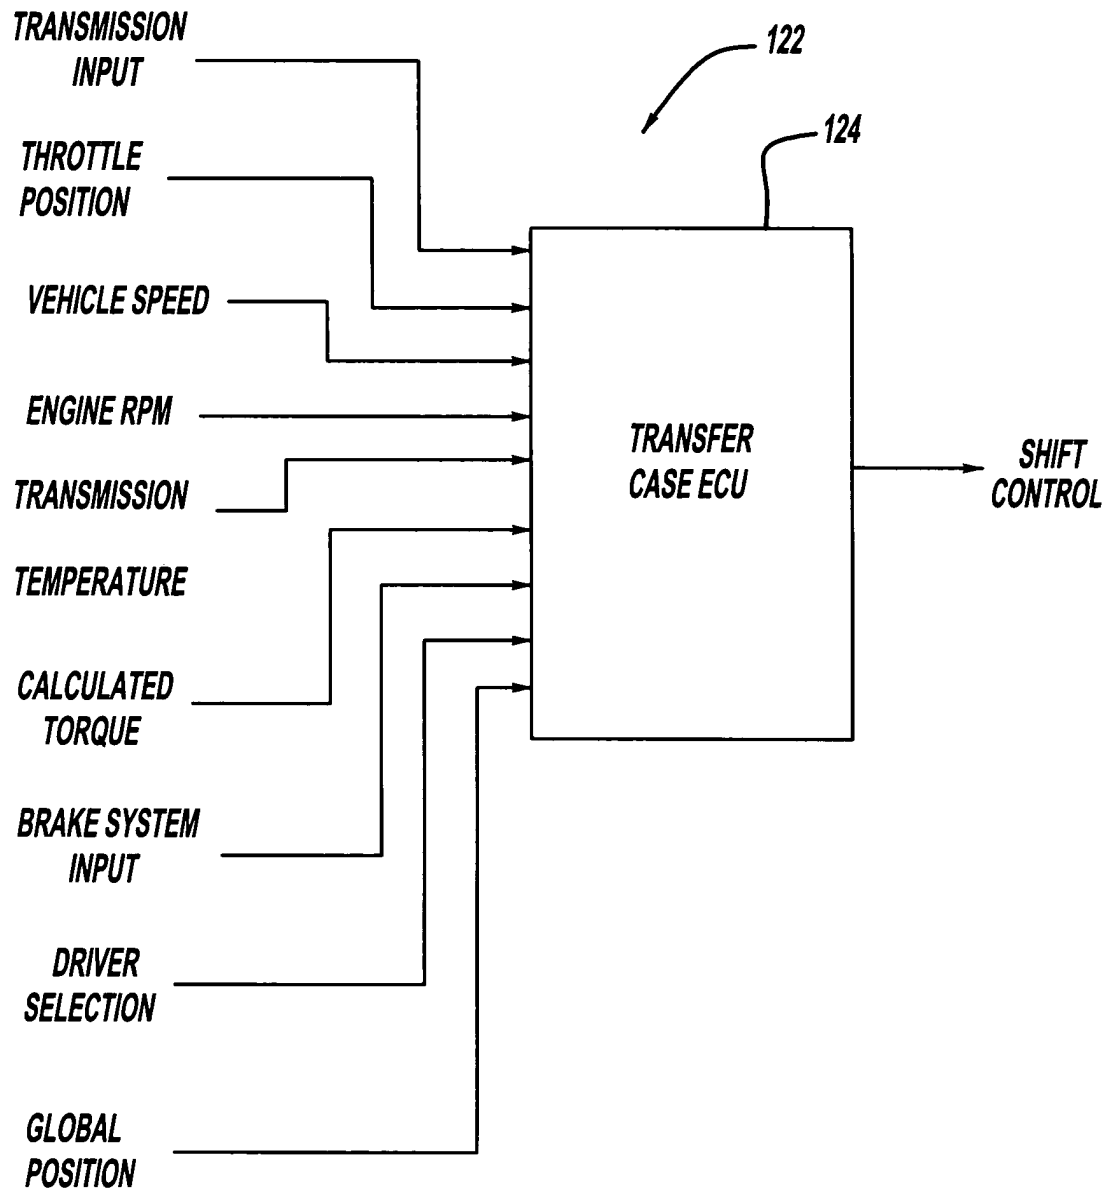 TRANSMISSION
INPUT
122
124
THROTTLE
POSITION
VEHICLE SPEED
ENGINE RPM
TRANSMISSION
TEMPERATURE
TRANSFER
CASE ECU
SHIFT
CONTROL
CALCULATED
TORQUE
BRAKE SYSTEM
INPUT
DRIVER
SELECTION
GLOBAL
POSITION